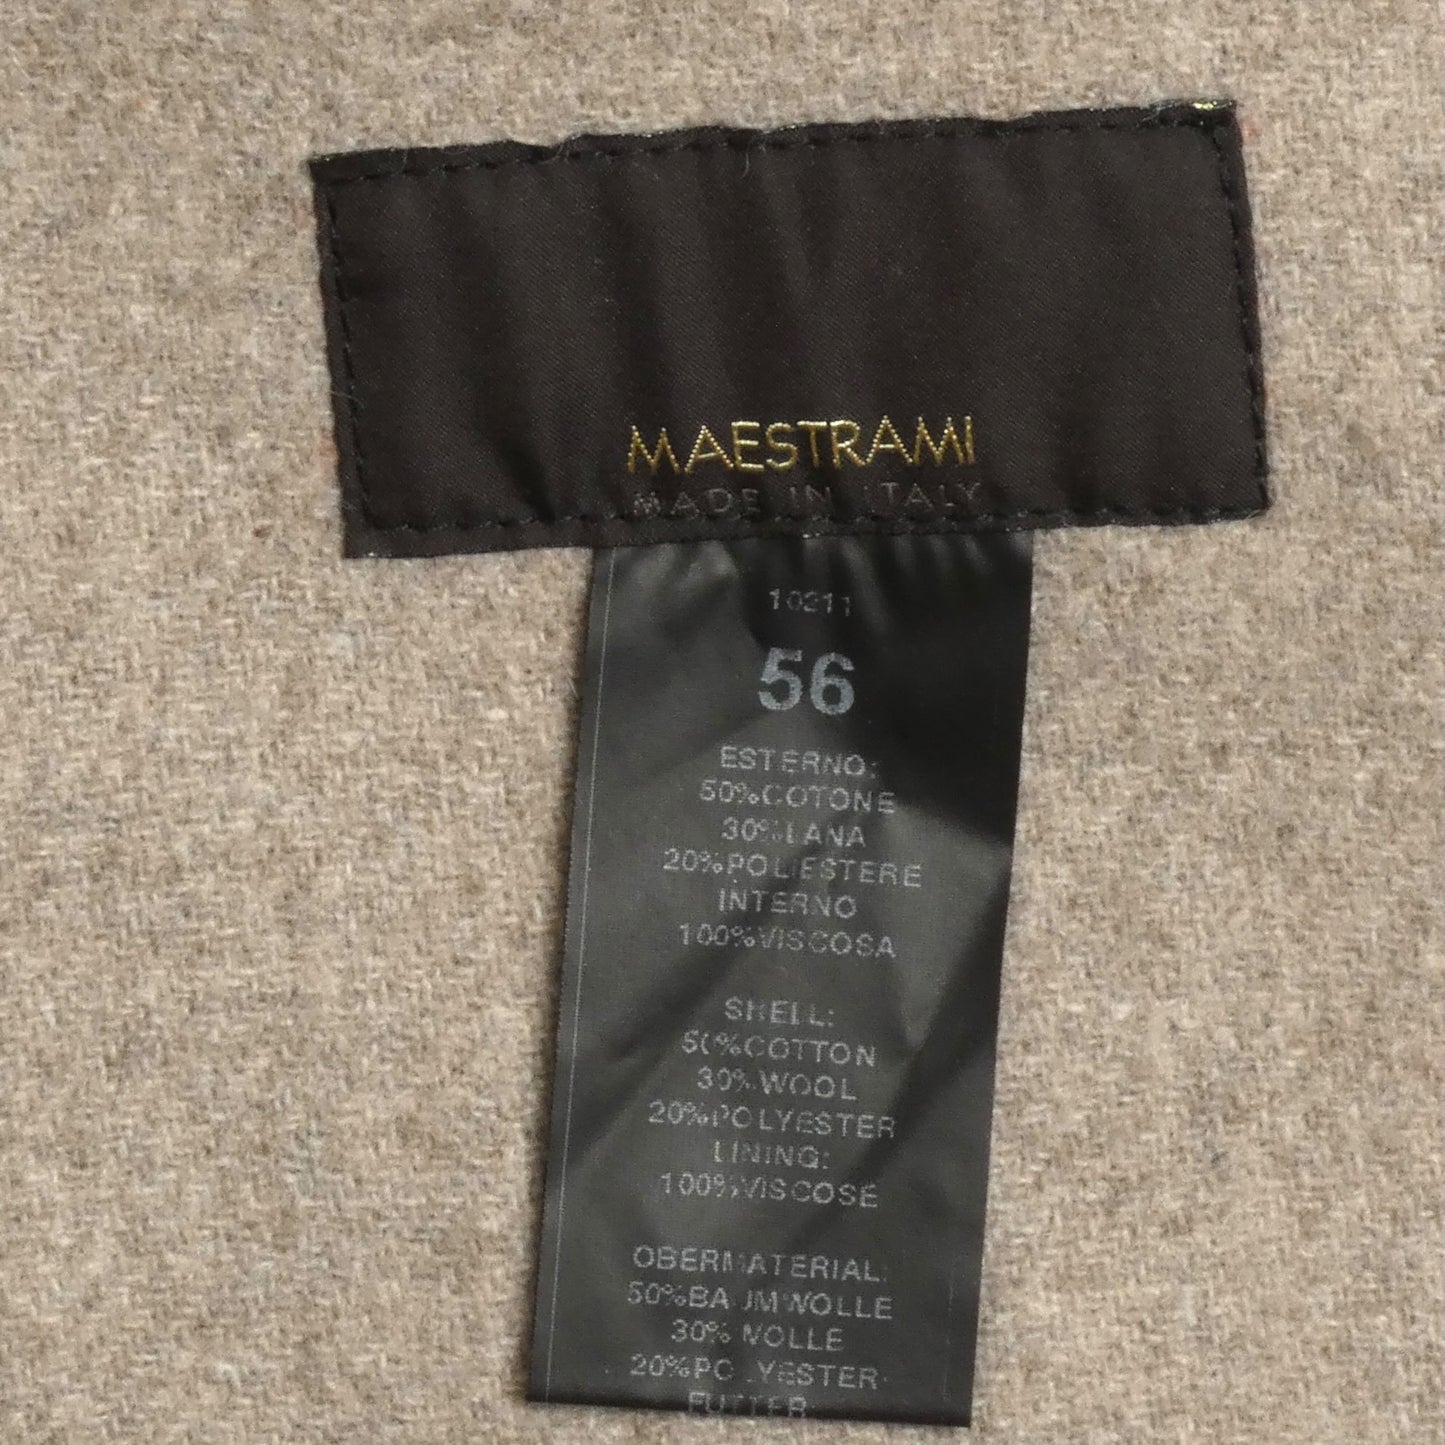 MAESTRAMI
MADE IN ITALY
10211
56
ESTERNO:
50%COTONE
30%LANA
20%POLIESTERE
INTERNO
100%VISCOSA
SHELL:
50%COTTON
30%WOOL
20%POLYESTER
LINING:
100%VISCOSE
OBERMATERIAL:
50%BAUMWOLLE
30%WOLLE
20%POLYESTER
FUTTER: